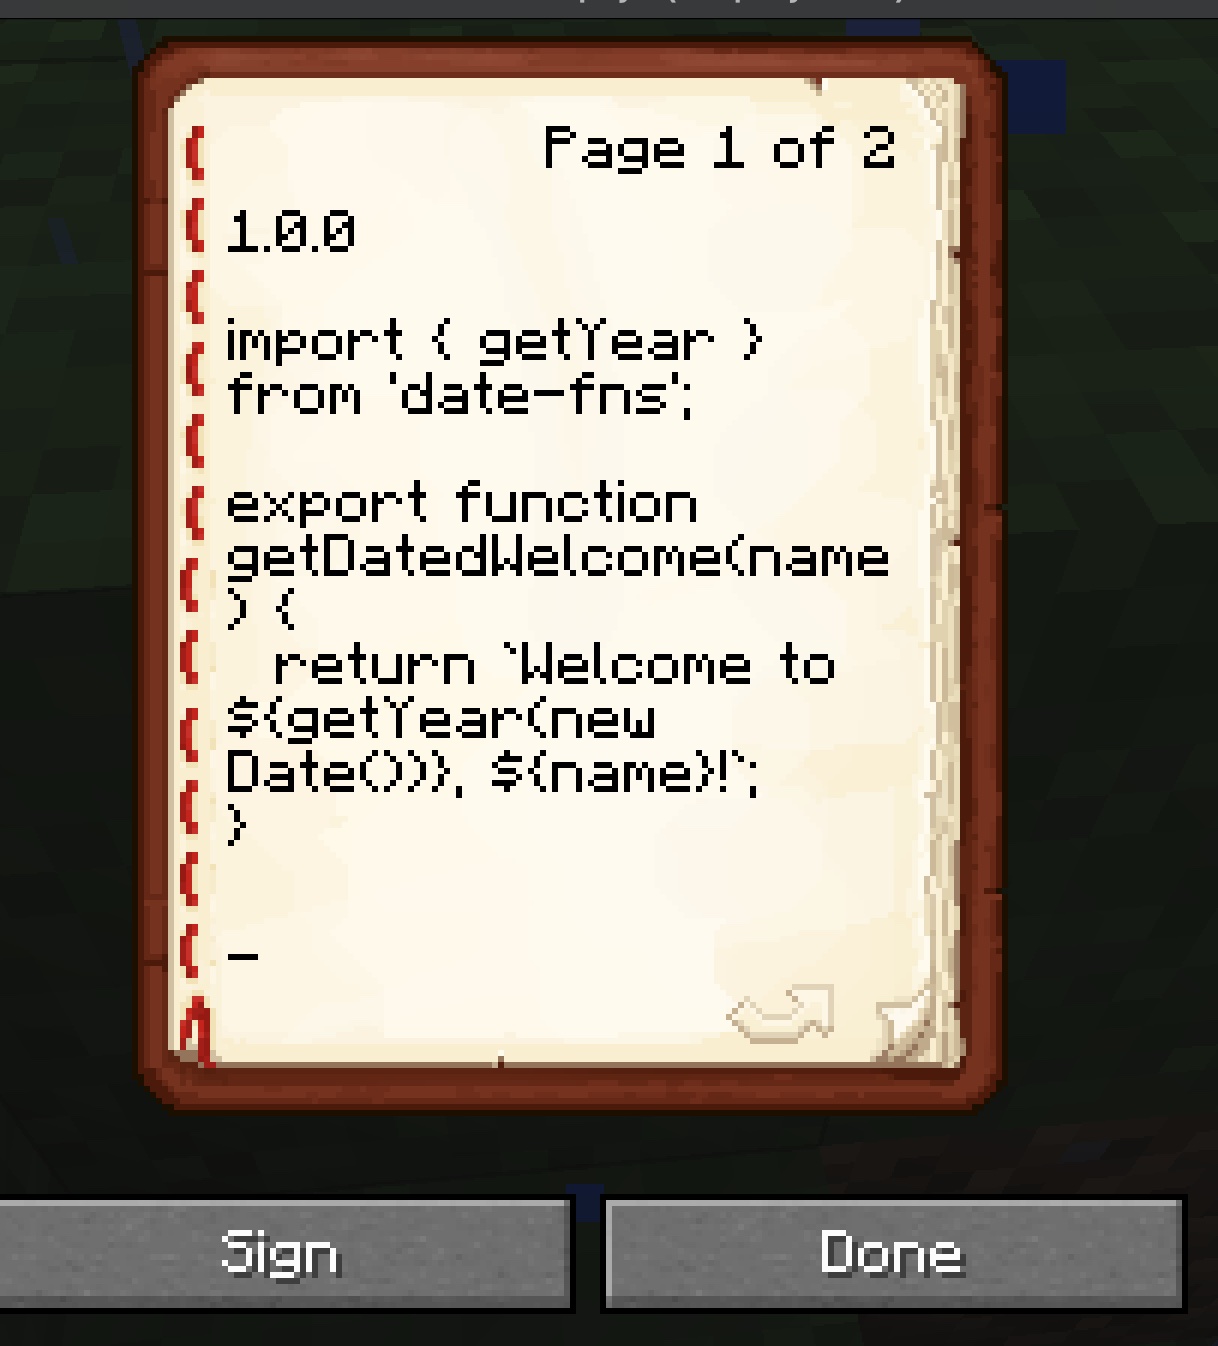 Page 1 of 2
1.0.0
import { getYear }
from 'date-fns';
export function
getDatedWelcome(name
) {
return `Welcome to
${getYear(new
Date())}, ${name}!`;
}
_
Sign
Done